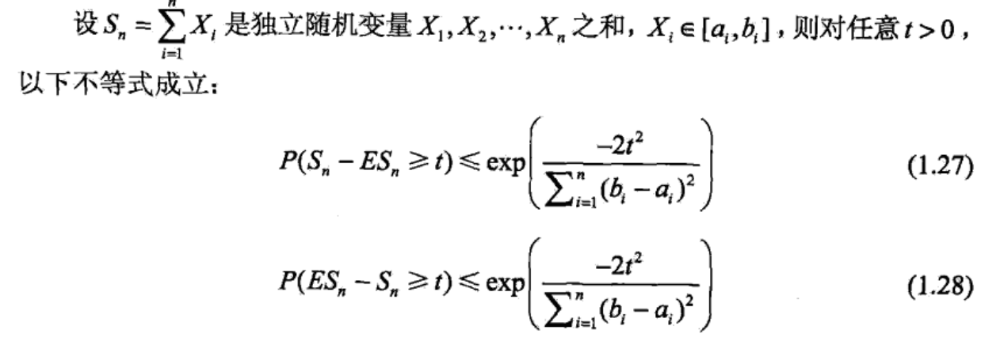 设 $S_n = \sum_{i=1}^{n} X_i$ 是独立随机变量 $X_1, X_2, \cdots, X_n$ 之和，$X_i \in [a_i, b_i]$，则对任意 $t > 0$，
以下不等式成立：
$P(S_n - ES_n \geqslant t) \leqslant \exp\left(\frac{-2t^2}{\sum_{i=1}^{n}(b_i - a_i)^2}\right)$ (1.27)
$P(ES_n - S_n \geqslant t) \leqslant \exp\left(\frac{-2t^2}{\sum_{i=1}^{n}(b_i - a_i)^2}\right)$ (1.28)